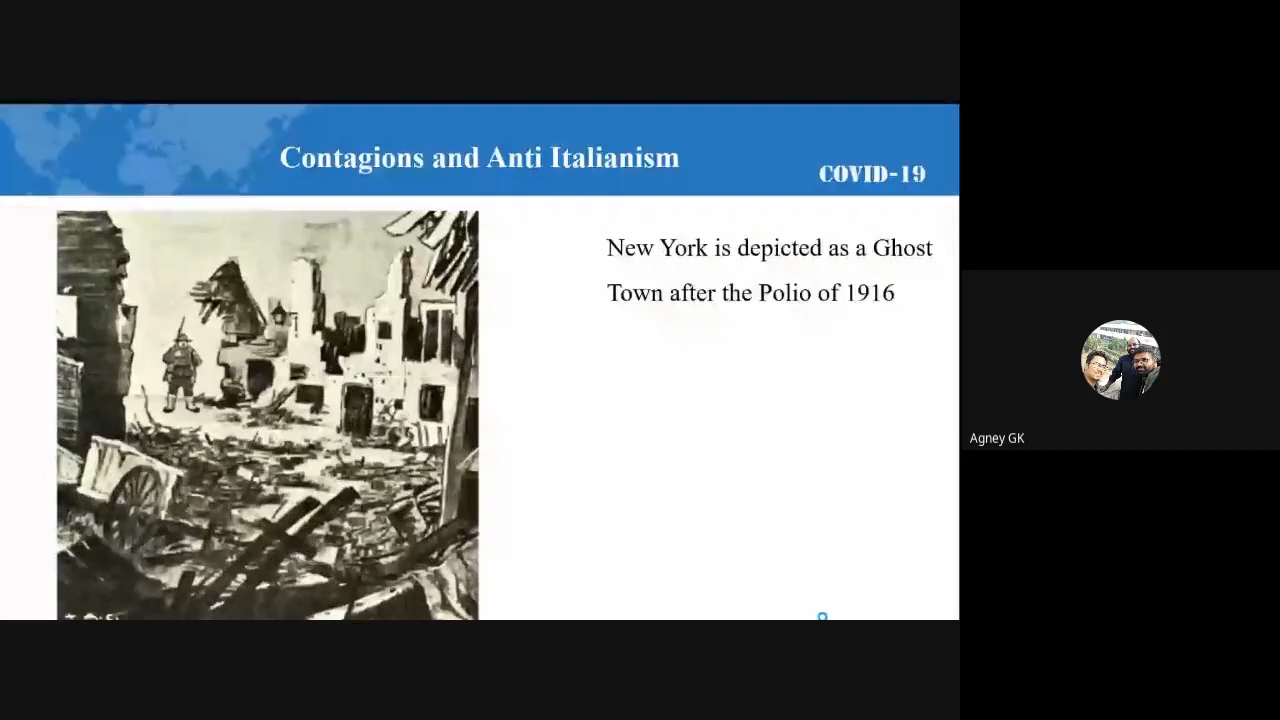 Contagions and Anti Italianism
COVID-19
New York is depicted as a Ghost
Town after the Polio of 1916
Agney GK